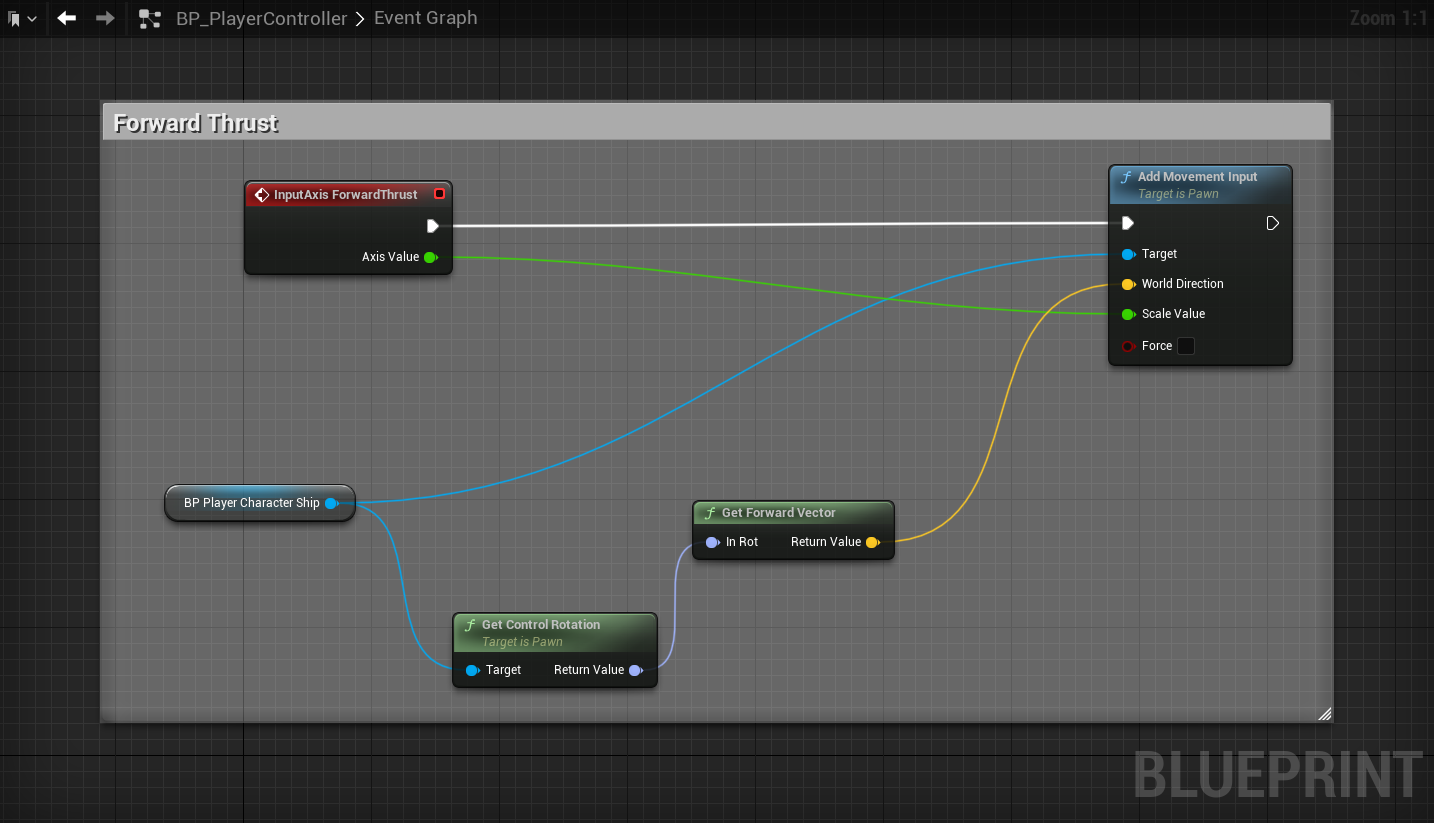 BP_PlayerController > Event Graph
Zoom 1:1
Forward Thrust
InputAxis ForwardThrust
Axis Value
Add Movement Input
Target is Pawn
Target
World Direction
Scale Value
Force
BP Player Character Ship
Get Forward Vector
In Rot Return Value
Get Control Rotation
Target is Pawn
Target Return Value
BLUEPRINT